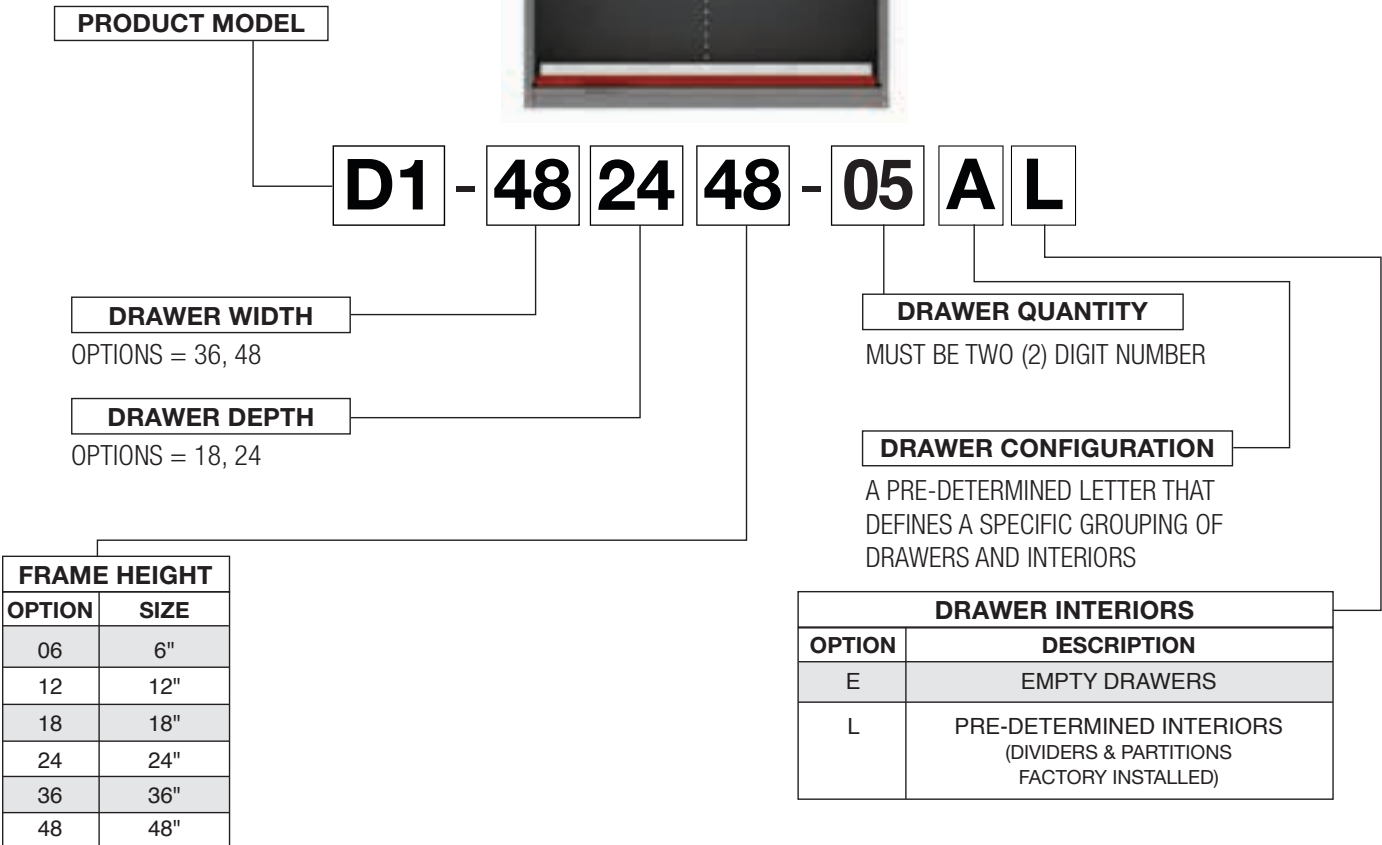 PRODUCT MODEL
D1 - 48 24 48 - 05 A L
DRAWER WIDTH
OPTIONS = 36, 48
DRAWER DEPTH
OPTIONS = 18, 24
FRAME HEIGHT
OPTION SIZE
06 6"
12 12"
18 18"
24 24"
36 36"
48 48"
DRAWER QUANTITY
MUST BE TWO (2) DIGIT NUMBER
DRAWER CONFIGURATION
A PRE-DETERMINED LETTER THAT
DEFINES A SPECIFIC GROUPING OF
DRAWERS AND INTERIORS
DRAWER INTERIORS
OPTION DESCRIPTION
E EMPTY DRAWERS
L PRE-DETERMINED INTERIORS
(DIVIDERS & PARTITIONS
FACTORY INSTALLED)